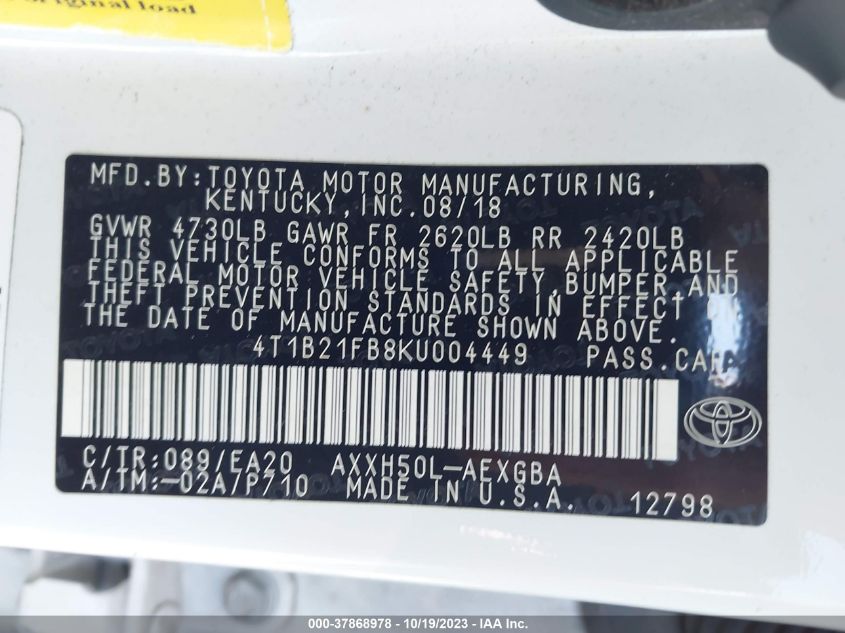 original load
MFD.BY:TOYOTA MOTOR MANUFACTURING,
KENTUCKY,INC.08/18
GVWR 4730LB GAWR FR 2620LB RR 2420LB
THIS VEHICLE CONFORMS TO ALL APPLICABLE
FEDERAL MOTOR VEHICLE SAFETY,BUMPER AND
THEFT PREVENTION STANDARDS IN EFFECT ON
THE DATE OF MANUFACTURE SHOWN ABOVE.
4T1B21FB8KU004449 PASS.CAR
C/TR:089/EA20 AXXH50L-AEXGBA
A/TM:-02A/P710 MADE IN U.S.A. 12798
000-37868978 - 10/19/2023 - IAA Inc.